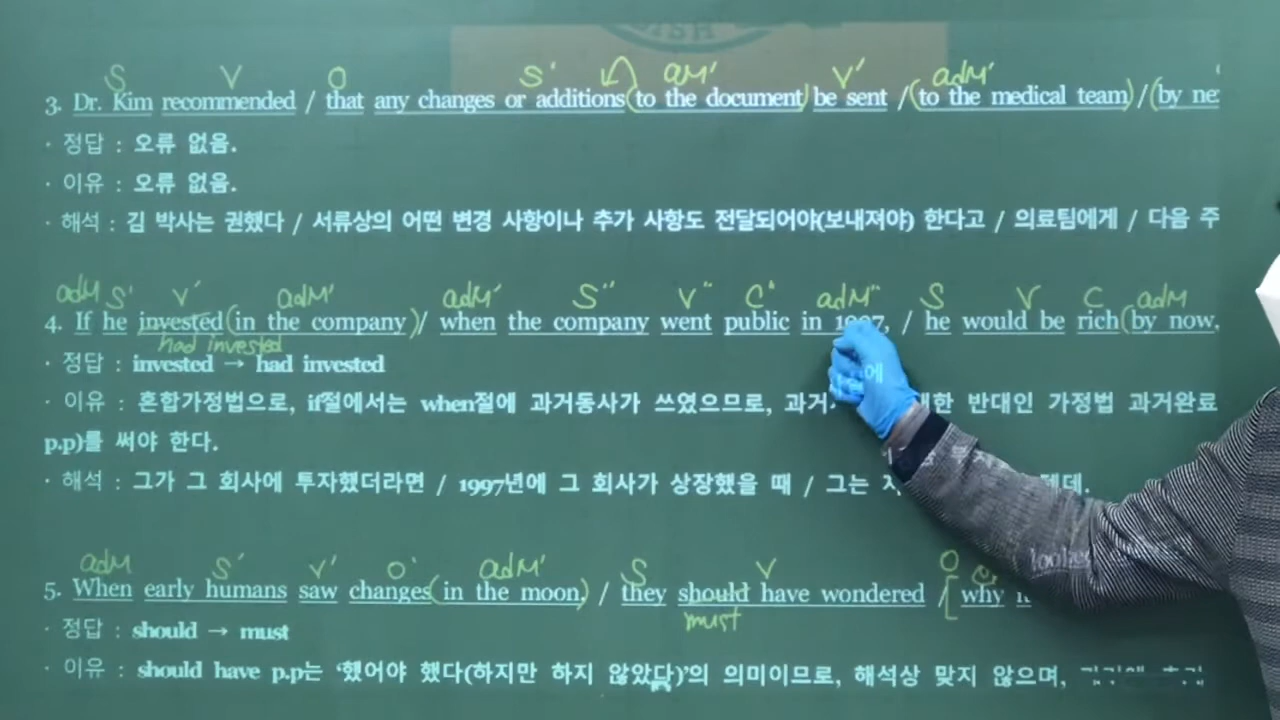 S V O S' aM' V' adM'
3. Dr. Kim recommended / that any changes or additions (to the document) be sent / (to the medical team) / (by ne
· 정답 : 오류 없음.
· 이유 : 오류 없음.
· 해석 : 김 박사는 권했다 / 서류상의 어떤 변경 사항이나 추가 사항도 전달되어야(보내져야) 한다고 / 의료팀에게 / 다음 주
adM S' V' adM' adM' S'' V'' C' adM'' S V C adM
4. If he invested (in the company) / when the company went public in 1997, / he would be rich (by now,
had invested
· 정답 : invested → had invested
· 이유 : 혼합가정법으로, if절에서는 when절에 과거동사가 쓰였으므로, 과거 한 반대인 가정법 과거완료
p.p)를 써야 한다.
· 해석 : 그가 그 회사에 투자했더라면 / 1997년에 그 회사가 상장했을 때 / 그는 텐데.
adM S' V' O' adM' S V O
5. When early humans saw changes (in the moon,) / they should have wondered / [why it
must
· 정답 : should → must
· 이유 : should have p.p는 '했어야 했다(하지만 하지 않았다)'의 의미이므로, 해석상 맞지 않으며,